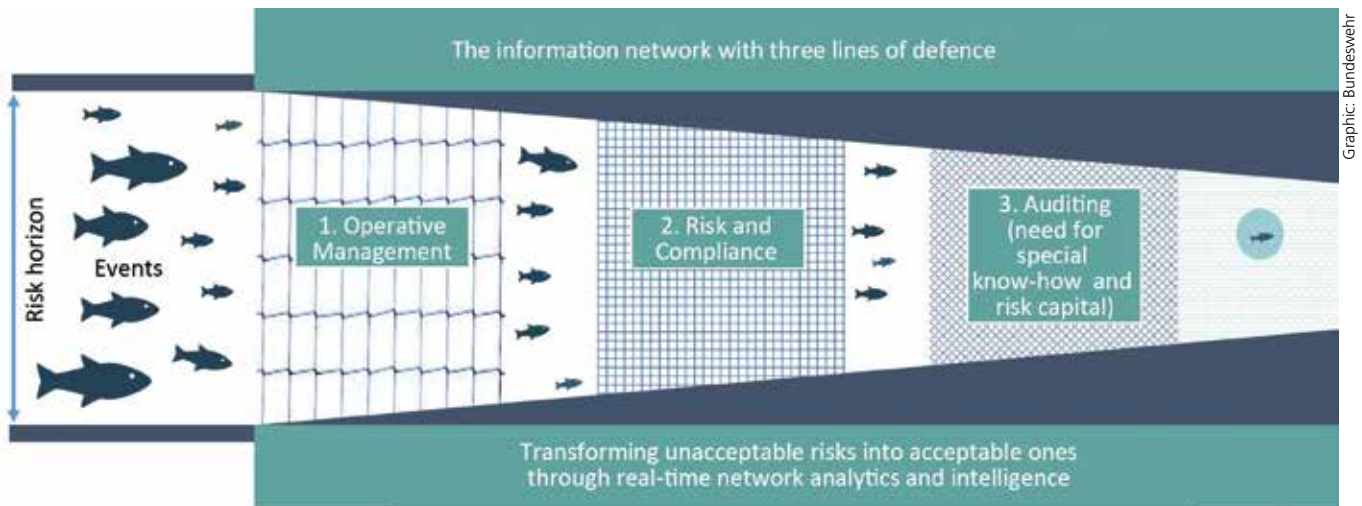 The information network with three lines of defence
Graphic: Bundeswehr
Risk horizon
Events
1. Operative
Management
2. Risk and
Compliance
3. Auditing
(need for
special
know-how and
risk capital)
Transforming unacceptable risks into acceptable ones
through real-time network analytics and intelligence